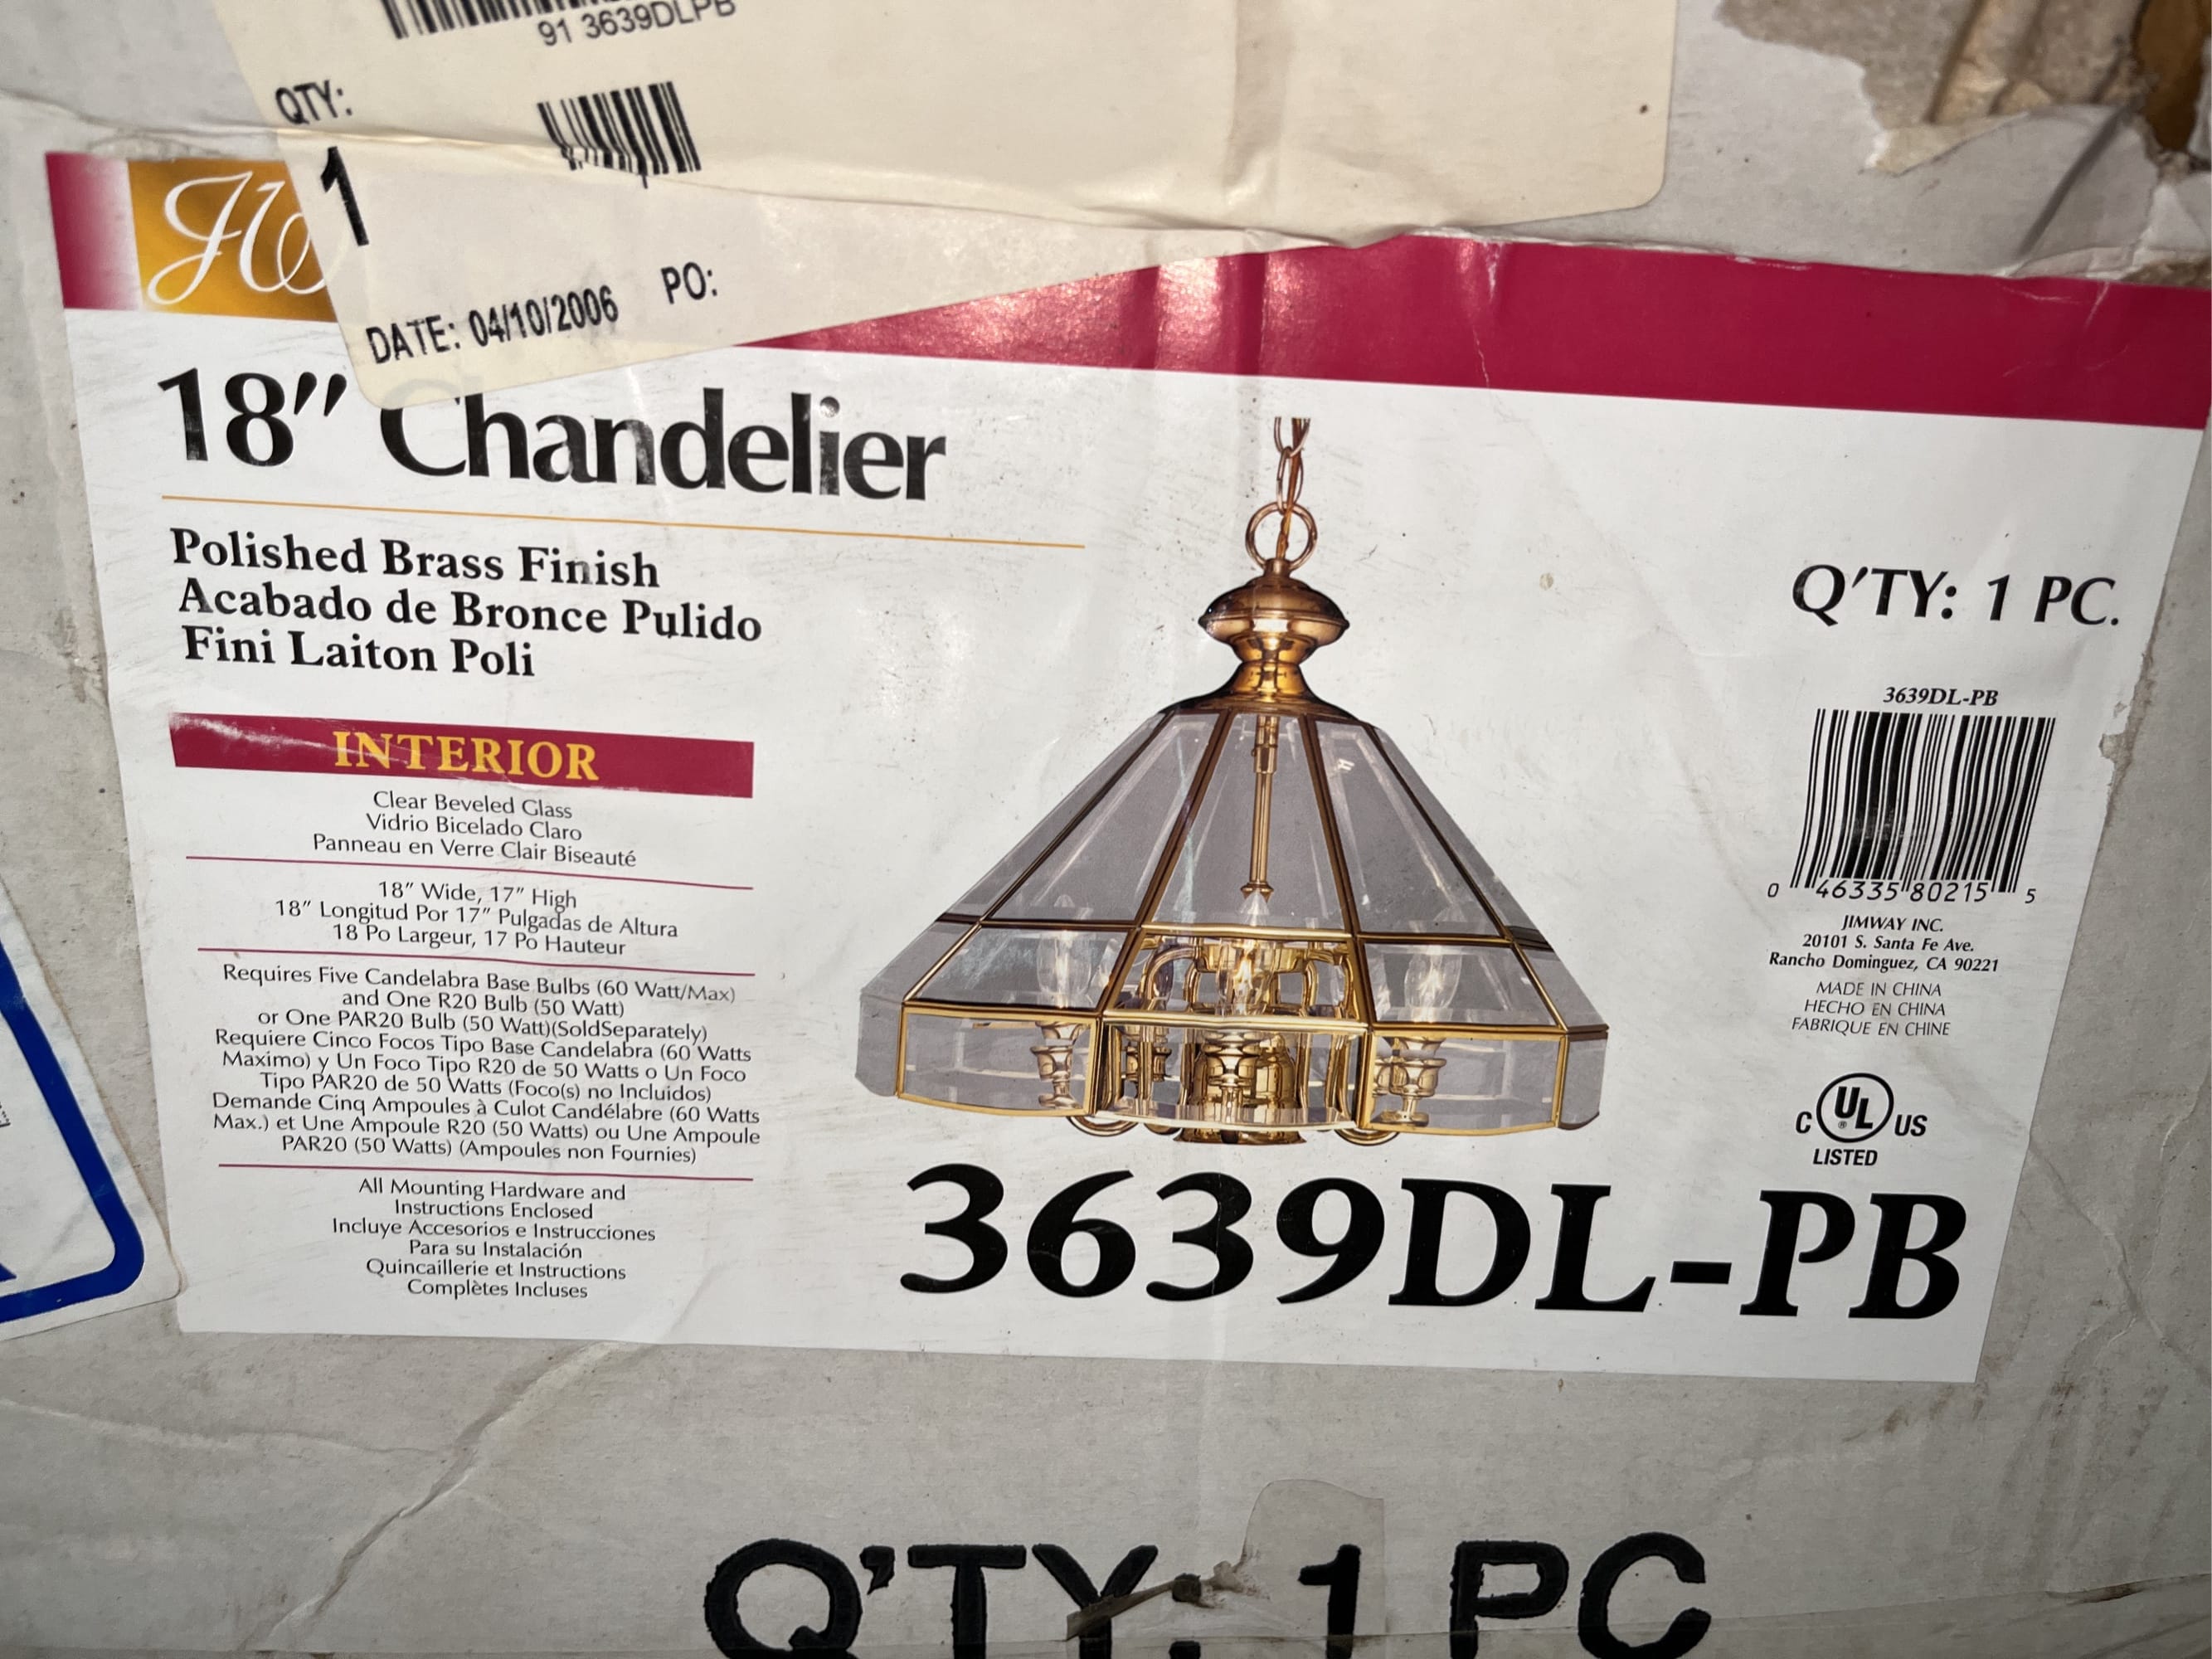 91 3639DLPB
QTY:
1
DATE: 04/10/2006 PO:
18" Chandelier
Polished Brass Finish
Acabado de Bronce Pulido
Fini Laiton Poli
INTERIOR
Clear Beveled Glass
Vidrio Bicelado Claro
Panneau en Verre Clair Biseauté
18" Wide, 17" High
18" Longitud Por 17" Pulgadas de Altura
18 Po Largeur, 17 Po Hauteur
Requires Five Candelabra Base Bulbs (60 Watt/Max)
and One R20 Bulb (50 Watt)
or One PAR20 Bulb (50 Watt)(SoldSeparately)
Requiere Cinco Focos Tipo Base Candelabra (60 Watts
Maximo) y Un Foco Tipo R20 de 50 Watts o Un Foco
Tipo PAR20 de 50 Watts (Foco(s) no Incluidos)
Demande Cinq Ampoules à Culot Candélabre (60 Watts
Max.) et Une Ampoule R20 (50 Watts) ou Une Ampoule
PAR20 (50 Watts) (Ampoules non Fournies)
All Mounting Hardware and
Instructions Enclosed
Incluye Accesorios e Instrucciones
Para su Instalación
Quincaillerie et Instructions
Complètes Incluses
Q'TY: 1 PC.
3639DL-PB
0 46335 80215 5
JIMWAY INC.
20101 S. Santa Fe Ave.
Rancho Dominguez, CA 90221
MADE IN CHINA
HECHO EN CHINA
FABRIQUE EN CHINE
C UL ® US
LISTED
3639DL-PB
Q'TY: 1 PC